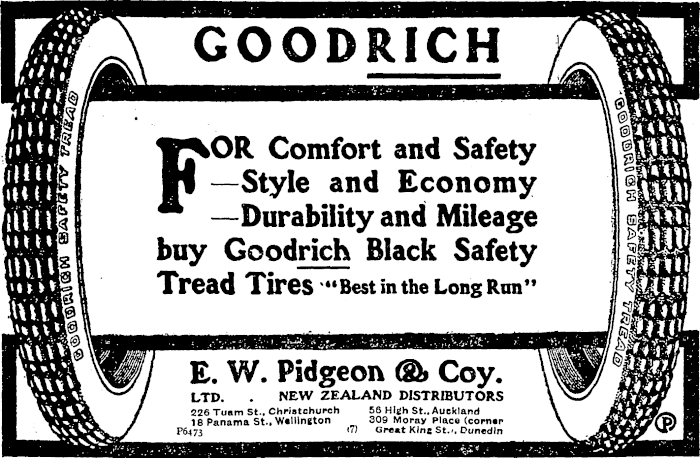 GOODRICH
GOODRICH SAFETY TREAD
GOODRICH SAFETY TREAD
FOR Comfort and Safety
—Style and Economy
—Durability and Mileage
buy Goodrich Black Safety
Tread Tires "Best in the Long Run"
E. W. Pidgeon & Coy.
LTD. . NEW ZEALAND DISTRIBUTORS
226 Tuam St., Christchurch 56 High St., Auckland
18 Panama St., Wellington 309 Moray Place (corner
P6473 (7) Great King St., Dunedin
P